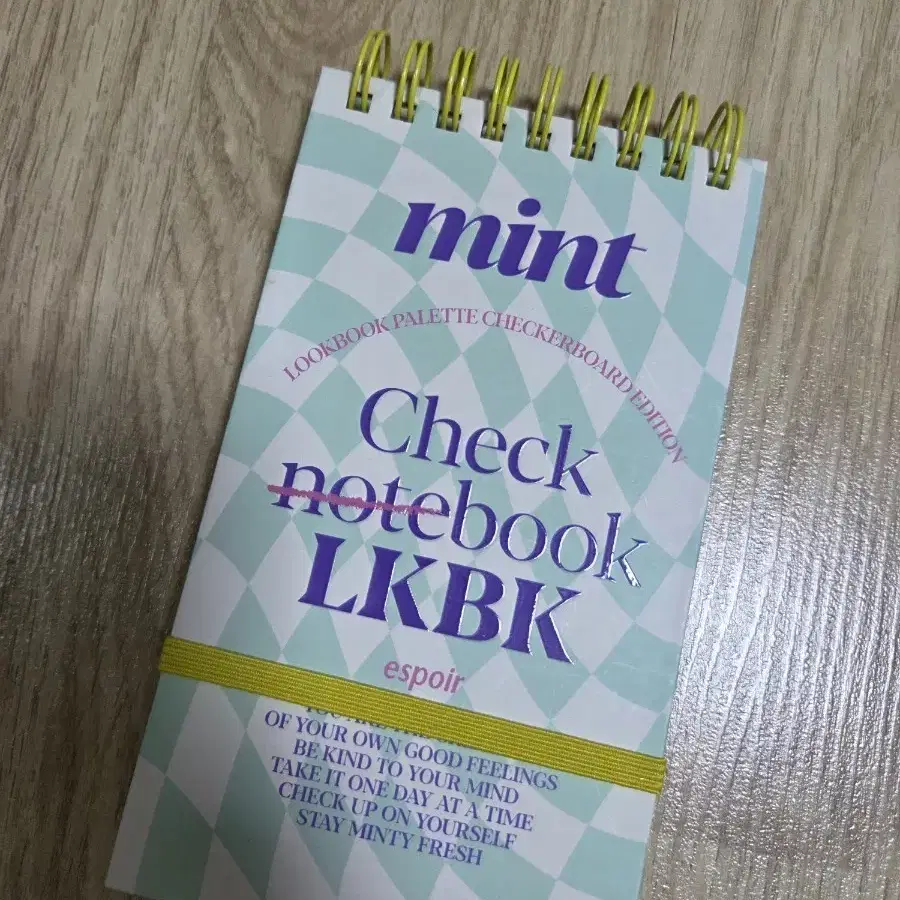 mint
LOOKBOOK PALETTE CHECKERBOARD EDITION
Check
notebook
LKBK
espoir
OF YOUR OWN GOOD FEELINGS
BE KIND TO YOUR MIND
TAKE IT ONE DAY AT A TIME
CHECK UP ON YOURSELF
STAY MINTY FRESH